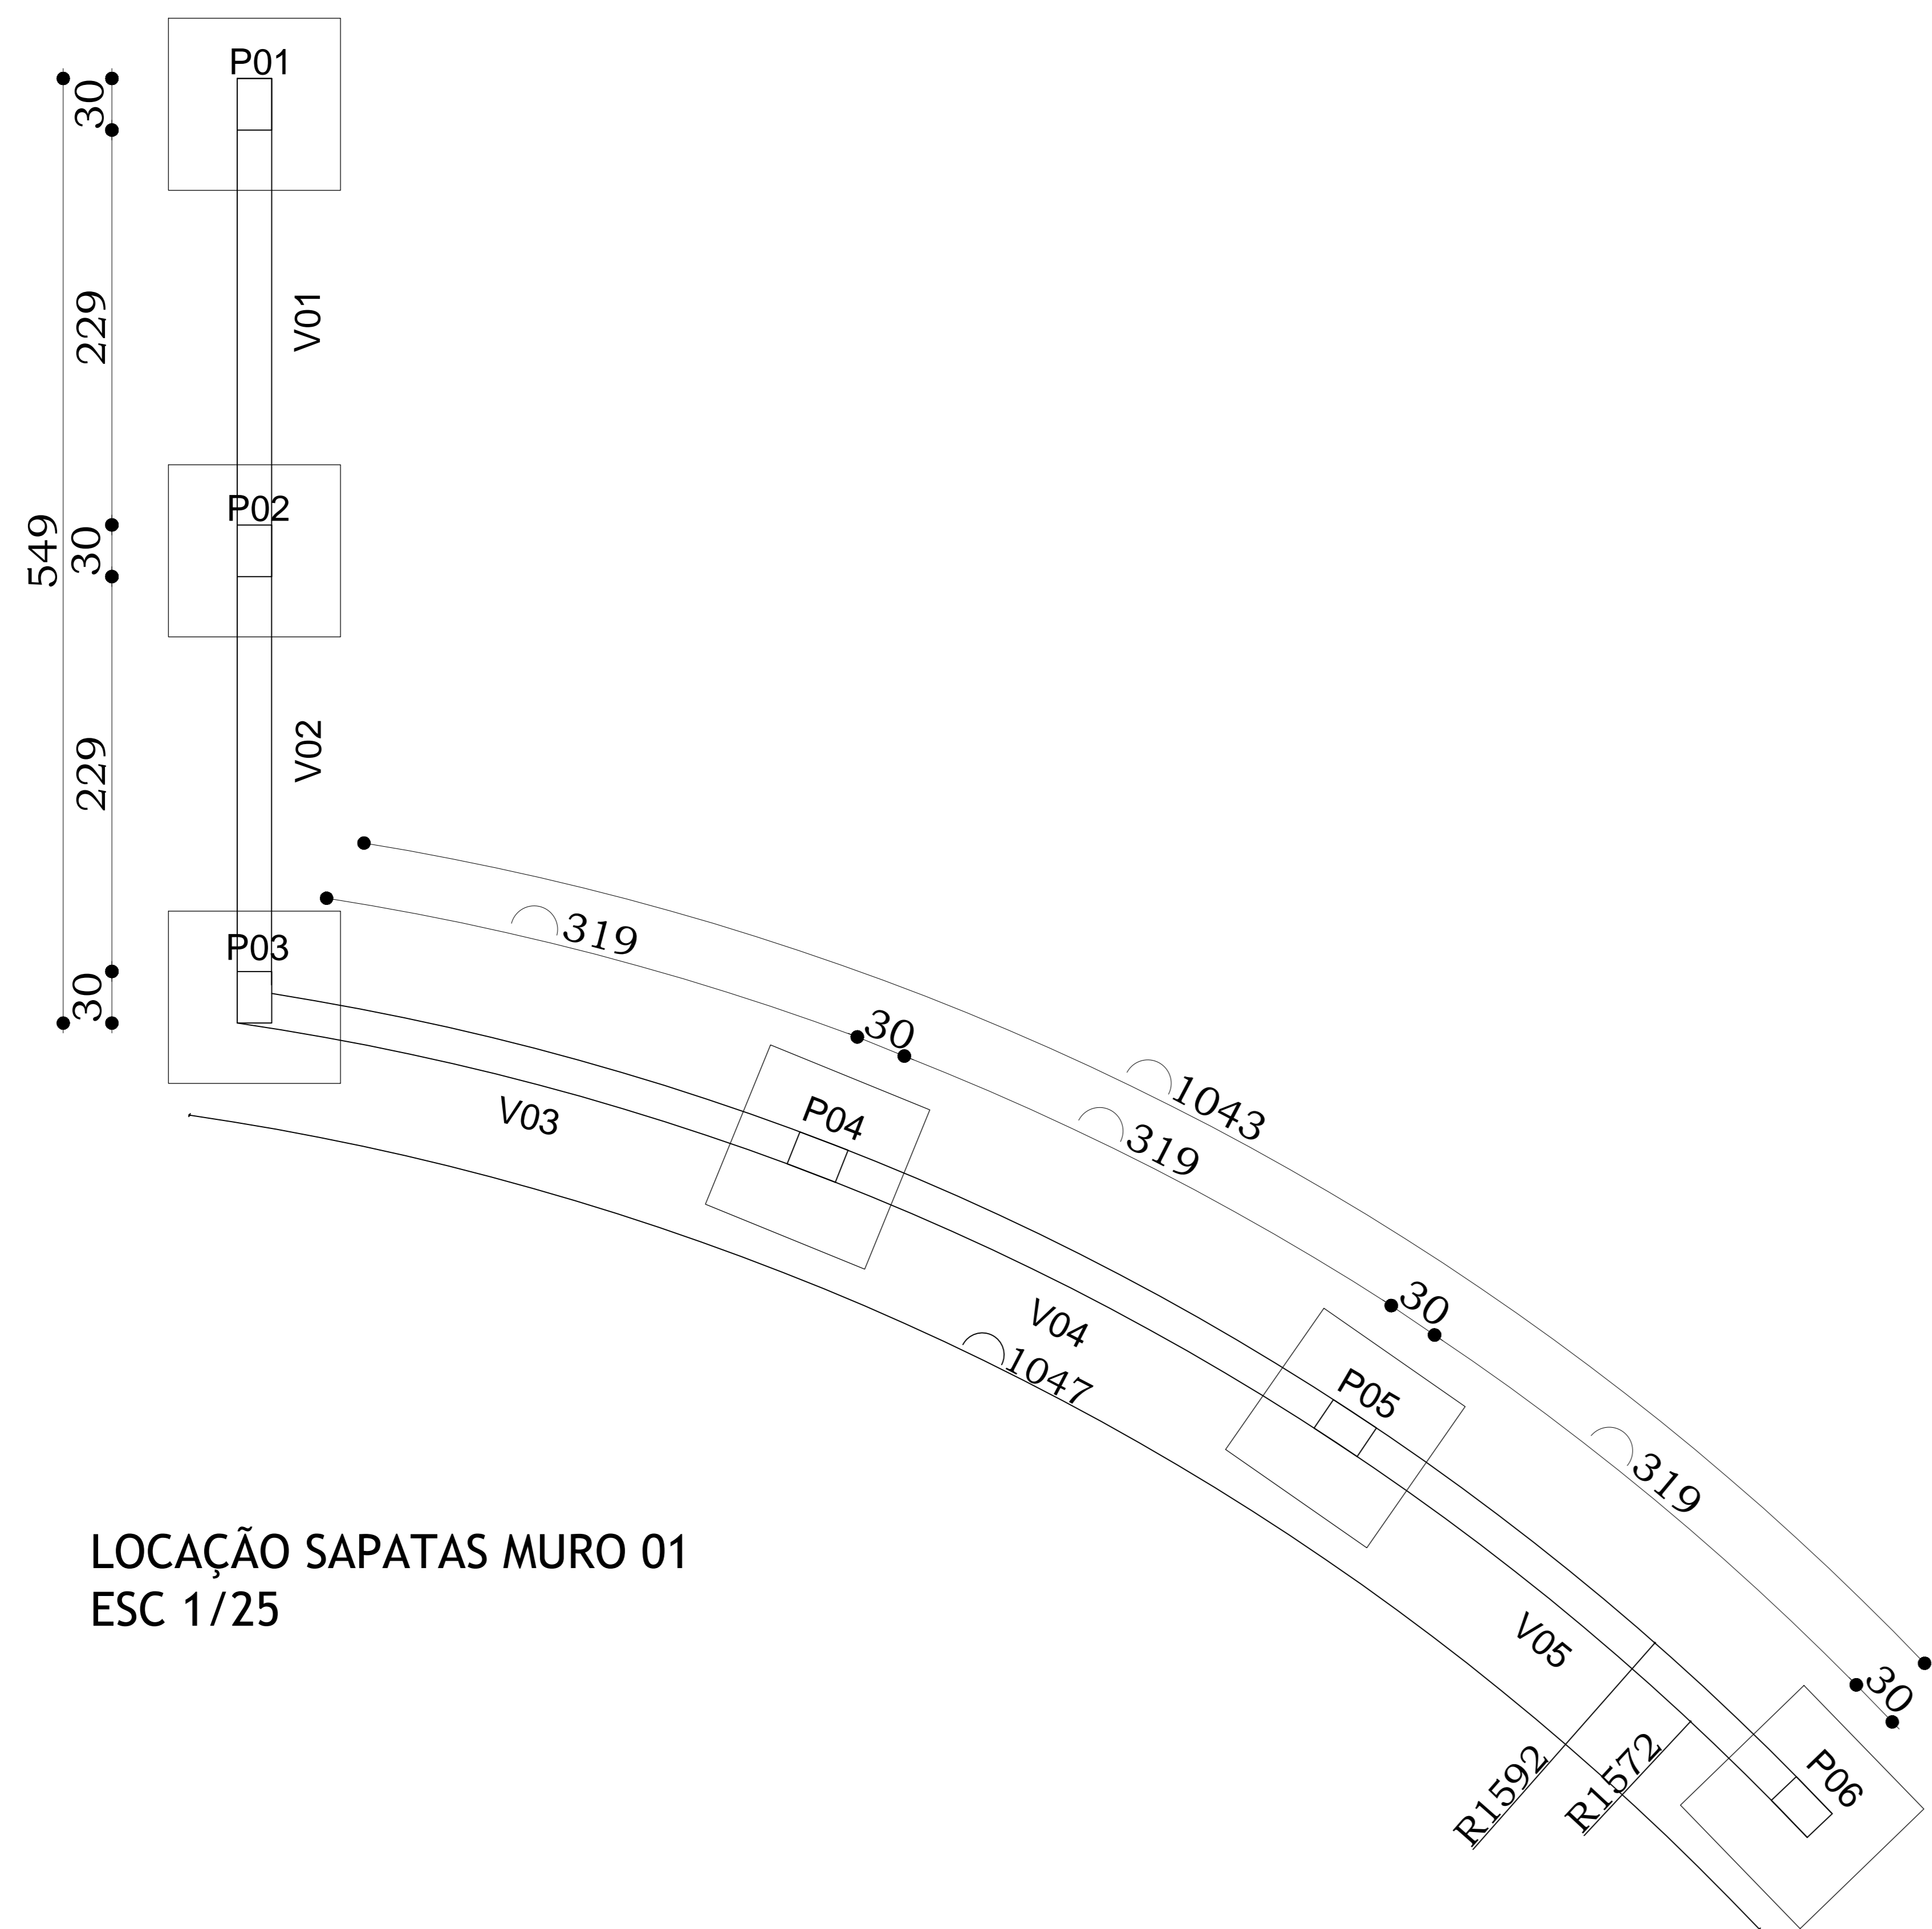 P01
30
229
V01
P02
549
30
229
V02
P03
30
319
30
1043
319
V03
P04
30
V04
1047
P05
319
V05
30
R1592
R1572
P06
LOCAÇÃO SAPATAS MURO 01
ESC 1/25